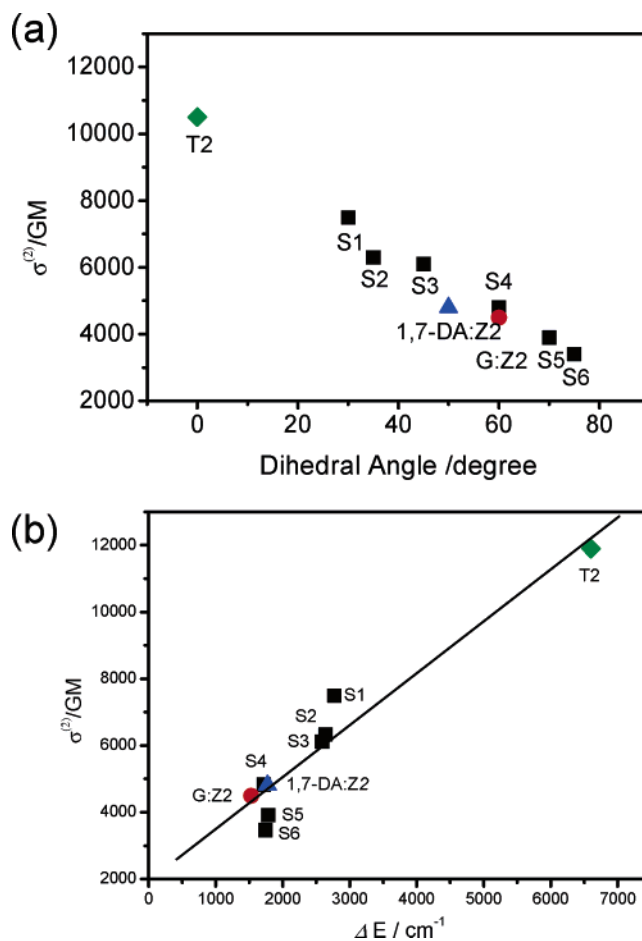 (a)
12000
10000
8000
6000
4000
2000
σ⁽²⁾/GM
T2
S1
S2
S3
S4
1,7-DA:Z2
G:Z2
S5
S6
0 20 40 60 80
Dihedral Angle /degree
(b)
12000
10000
8000
6000
4000
2000
σ⁽²⁾/GM
T2
S1
S2
S3
S4
1,7-DA:Z2
G:Z2
S5
S6
0 1000 2000 3000 4000 5000 6000 7000
Δ E / cm⁻¹